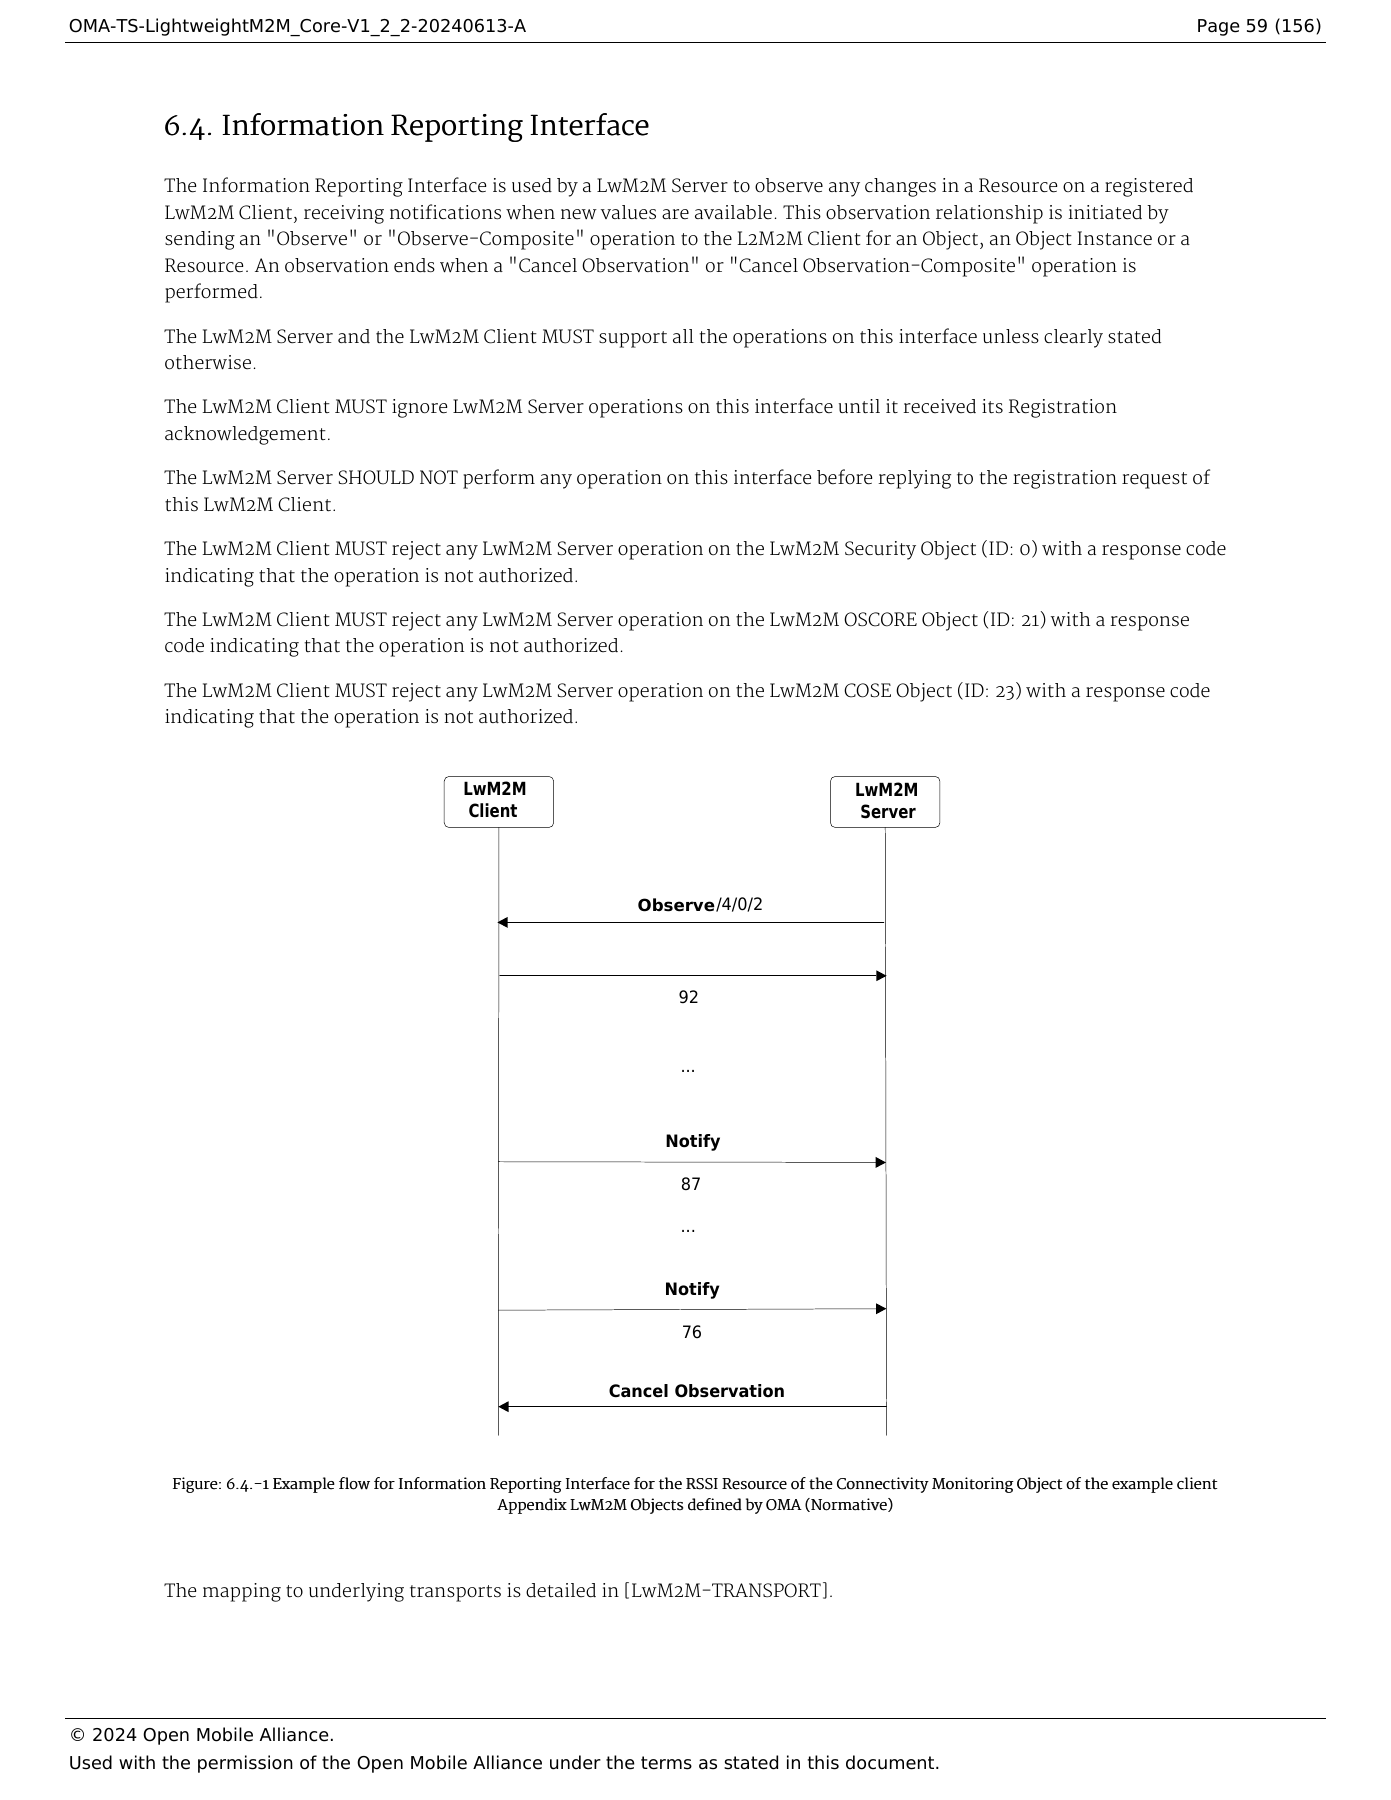 OMA-TS-LightweightM2M_Core-V1_2_2-20240613-A
Page 59 (156)
6.4. Information Reporting Interface
The Information Reporting Interface is used by a LwM2M Server to observe any changes in a Resource on a registered
LwM2M Client, receiving notifications when new values are available. This observation relationship is initiated by
sending an "Observe" or "Observe-Composite" operation to the L2M2M Client for an Object, an Object Instance or a
Resource. An observation ends when a "Cancel Observation" or "Cancel Observation-Composite" operation is
performed.
The LwM2M Server and the LwM2M Client MUST support all the operations on this interface unless clearly stated
otherwise.
The LwM2M Client MUST ignore LwM2M Server operations on this interface until it received its Registration
acknowledgement.
The LwM2M Server SHOULD NOT perform any operation on this interface before replying to the registration request of
this LwM2M Client.
The LwM2M Client MUST reject any LwM2M Server operation on the LwM2M Security Object (ID: 0) with a response code
indicating that the operation is not authorized.
The LwM2M Client MUST reject any LwM2M Server operation on the LwM2M OSCORE Object (ID: 21) with a response
code indicating that the operation is not authorized.
The LwM2M Client MUST reject any LwM2M Server operation on the LwM2M COSE Object (ID: 23) with a response code
indicating that the operation is not authorized.
LwM2M
Client
LwM2M
Server
Observe/4/0/2
92
...
Notify
87
...
Notify
76
Cancel Observation
Figure: 6.4.-1 Example flow for Information Reporting Interface for the RSSI Resource of the Connectivity Monitoring Object of the example client
Appendix LwM2M Objects defined by OMA (Normative)
The mapping to underlying transports is detailed in [LwM2M-TRANSPORT].
© 2024 Open Mobile Alliance.
Used with the permission of the Open Mobile Alliance under the terms as stated in this document.